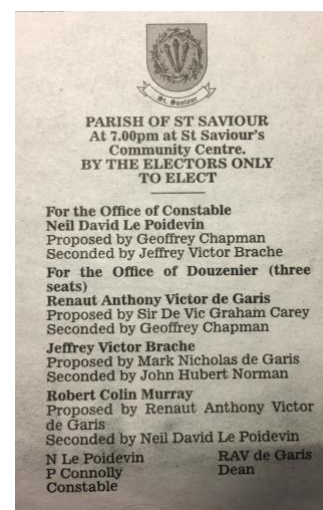 St. Saviour
PARISH OF ST SAVIOUR
At 7.00pm at St Saviour's
Community Centre.
BY THE ELECTORS ONLY
TO ELECT
For the Office of Constable
Neil David Le Poidevin
Proposed by Geoffrey Chapman
Seconded by Jeffrey Victor Brache
For the Office of Douzenier (three
seats)
Renaut Anthony Victor de Garis
Proposed by Sir De Vic Graham Carey
Seconded by Geoffrey Chapman
Jeffrey Victor Brache
Proposed by Mark Nicholas de Garis
Seconded by John Hubert Norman
Robert Colin Murray
Proposed by Renaut Anthony Victor
de Garis
Seconded by Neil David Le Poidevin
N Le Poidevin RAV de Garis
P Connolly Dean
Constable